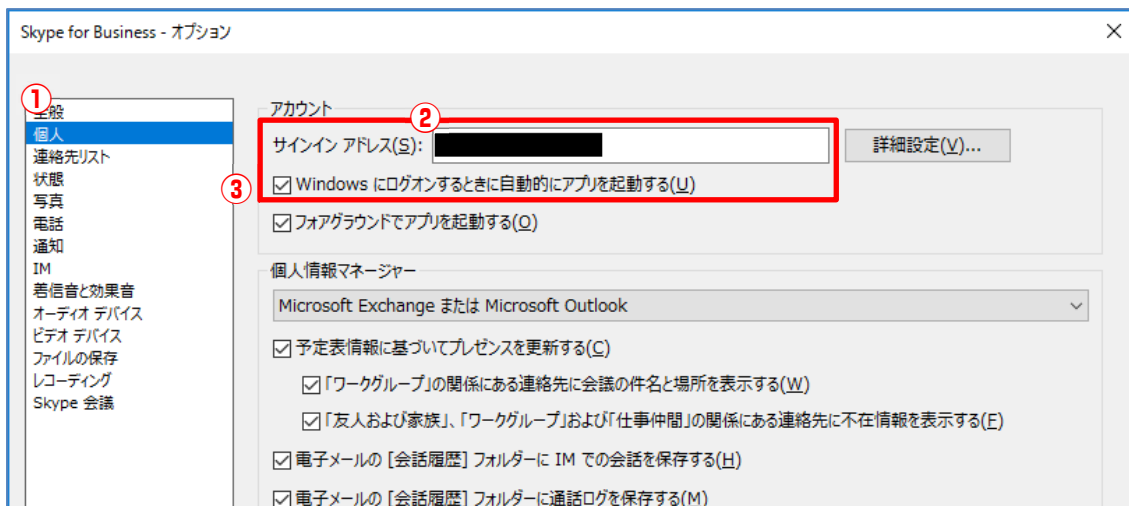 Skype for Business - オプション
①
全般
個人
連絡先リスト
状態
写真
電話
通知
IM
着信音と効果音
オーディオ デバイス
ビデオ デバイス
ファイルの保存
レコーディング
Skype 会議
アカウント
②
サインイン アドレス(S):
詳細設定(V)...
③
Windows にログオンするときに自動的にアプリを起動する(U)
フォアグラウンドでアプリを起動する(O)
個人情報マネージャー
Microsoft Exchange または Microsoft Outlook
予定表情報に基づいてプレゼンスを更新する(C)
「ワークグループ」の関係にある連絡先に会議の件名と場所を表示する(W)
「友人および家族」、「ワークグループ」および「仕事仲間」の関係にある連絡先に不在情報を表示する(F)
電子メールの [会話履歴] フォルダーに IM での会話を保存する(H)
電子メールの [会話履歴] フォルダーに通話ログを保存する(M)